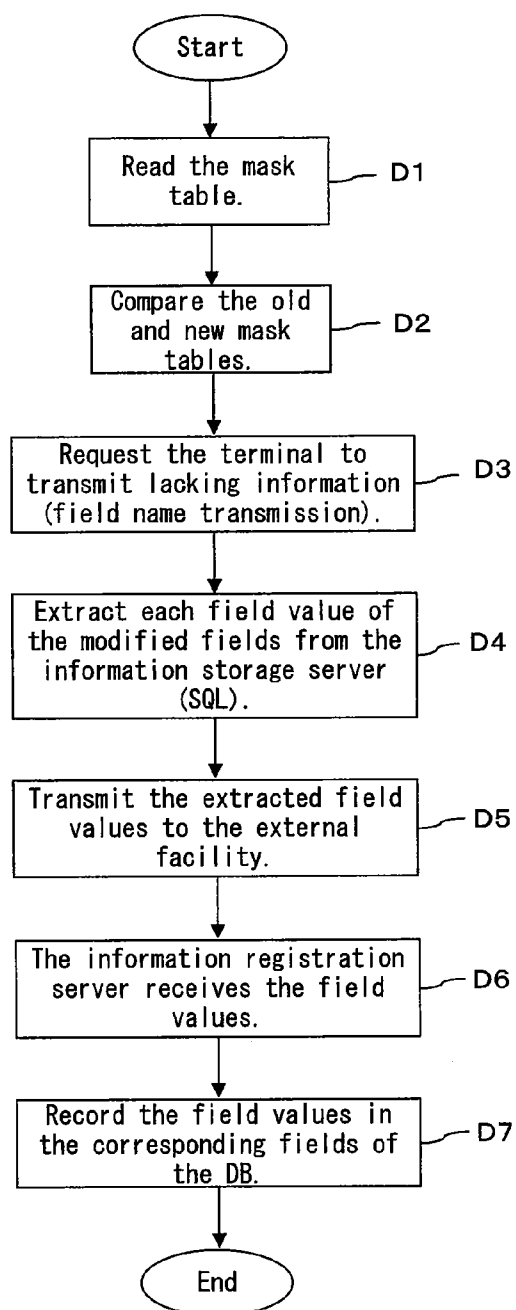 Start
Read the mask
table.
D1
Compare the old
and new mask
tables.
D2
Request the terminal to
transmit lacking information
(field name transmission).
D3
Extract each field value of
the modified fields from the
information storage server
(SQL).
D4
Transmit the extracted field
values to the external
facility.
D5
The information registration
server receives the field
values.
D6
Record the field values in
the corresponding fields of
the DB.
D7
End